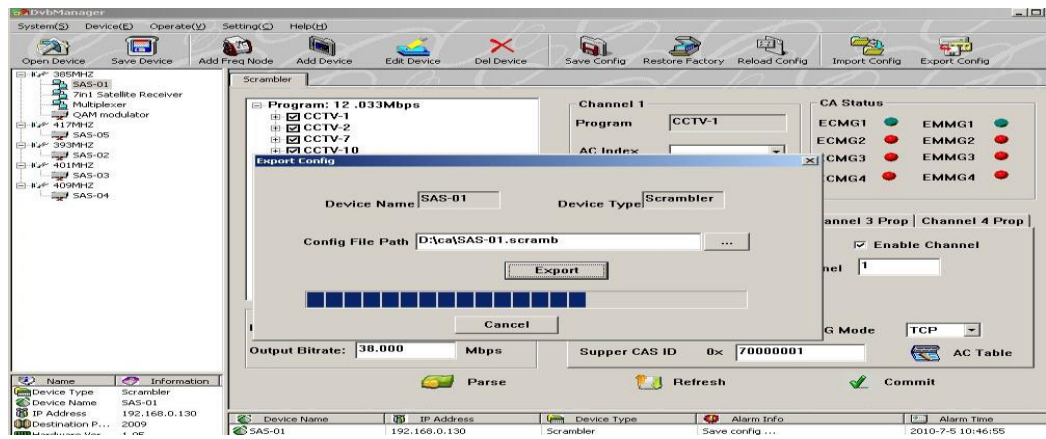 DvbManager
System(S) Device(E) Operate(V) Setting(C) Help(H)
Open Device Save Device Add Freq Node Add Device Edit Device Del Device Save Config Restore Factory Reload Config Import Config Export Config
385MHZ
SAS-01
7in1 Satellite Receiver
Multiplexer
QAM modulator
417MHZ
SAS-05
393MHZ
SAS-02
401MHZ
SAS-03
409MHZ
SAS-04
Scrambler
Program: 12 .033Mbps
CCTV-1
CCTV-2
CCTV-7
CCTV-10
Channel 1
Program CCTV-1
AC Index
CA Status
ECMG1 EMMG1
ECMG2 EMMG2
CMG3 EMMG3
CMG4 EMMG4
Export Config
Device Name SAS-01 Device Type Scrambler
Config File Path D:\ca\SAS-01.scramb ...
Export
Cancel
annel 3 Prop Channel 4 Prop
Enable Channel
nel 1
G Mode TCP
Output Bitrate: 38.000 Mbps
Supper CAS ID 0x 70000001
AC Table
Parse Refresh Commit
Name Information
Device Type Scrambler
Device Name SAS-01
IP Address 192.168.0.130
Destination P... 2009
Hardware Ver 1.05
Device Name IP Address Device Type Alarm Info Alarm Time
SAS-01 192.168.0.130 Scrambler Save config ... 2010-7-5 10:46:55